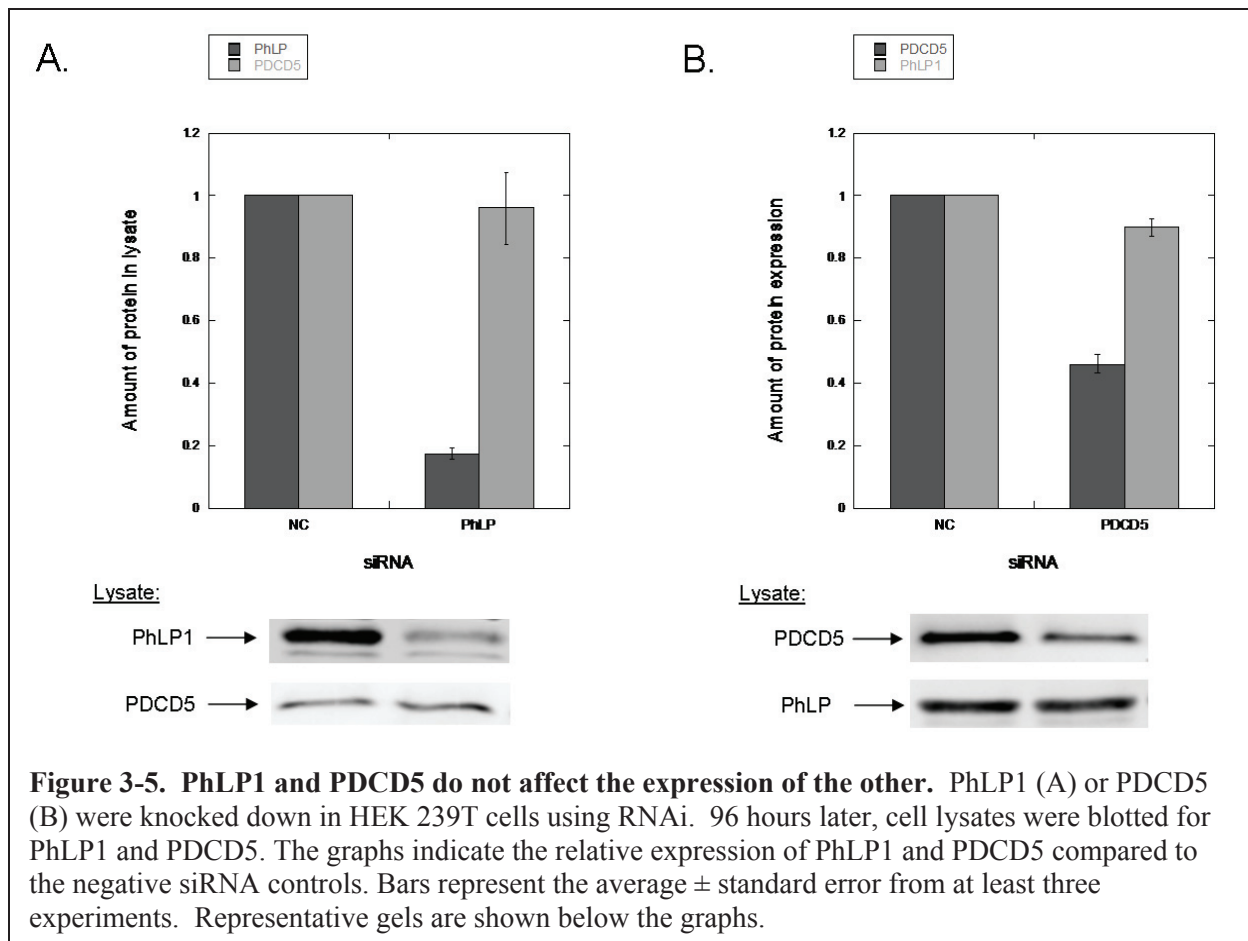 A.
PhLP
PDCD5
Amount of protein in lysate
1.2
1
0.8
0.6
0.4
0.2
0
NC
PhLP
siRNA
Lysate:
PhLP1
PDCD5
B.
PDCD5
PhLP1
Amount of protein expression
1.2
1
0.8
0.6
0.4
0.2
0
NC
PDCD5
siRNA
Lysate:
PDCD5
PhLP
Figure 3-5. PhLP1 and PDCD5 do not affect the expression of the other. PhLP1 (A) or PDCD5
(B) were knocked down in HEK 239T cells using RNAi. 96 hours later, cell lysates were blotted for
PhLP1 and PDCD5. The graphs indicate the relative expression of PhLP1 and PDCD5 compared to
the negative siRNA controls. Bars represent the average ± standard error from at least three
experiments. Representative gels are shown below the graphs.